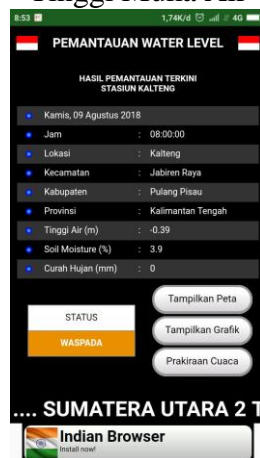 8:53 1,74K/d 4G
PEMANTAUAN WATER LEVEL
HASIL PEMANTAUAN TERKINI
STASIUN KALTENG
Kamis, 09 Agustus 2018
Jam : 08:00:00
Lokasi : Kalteng
Kecamatan : Jabiren Raya
Kabupaten : Pulang Pisau
Provinsi : Kalimantan Tengah
Tinggi Air (m) : -0.39
Soil Moisture (%) : 3.9
Curah Hujan (mm) : 0
Tampilkan Peta
STATUS
Tampilkan Grafik
WASPADA
Prakiraan Cuaca
.... SUMATERA UTARA 2 T
Indian Browser
Install now!